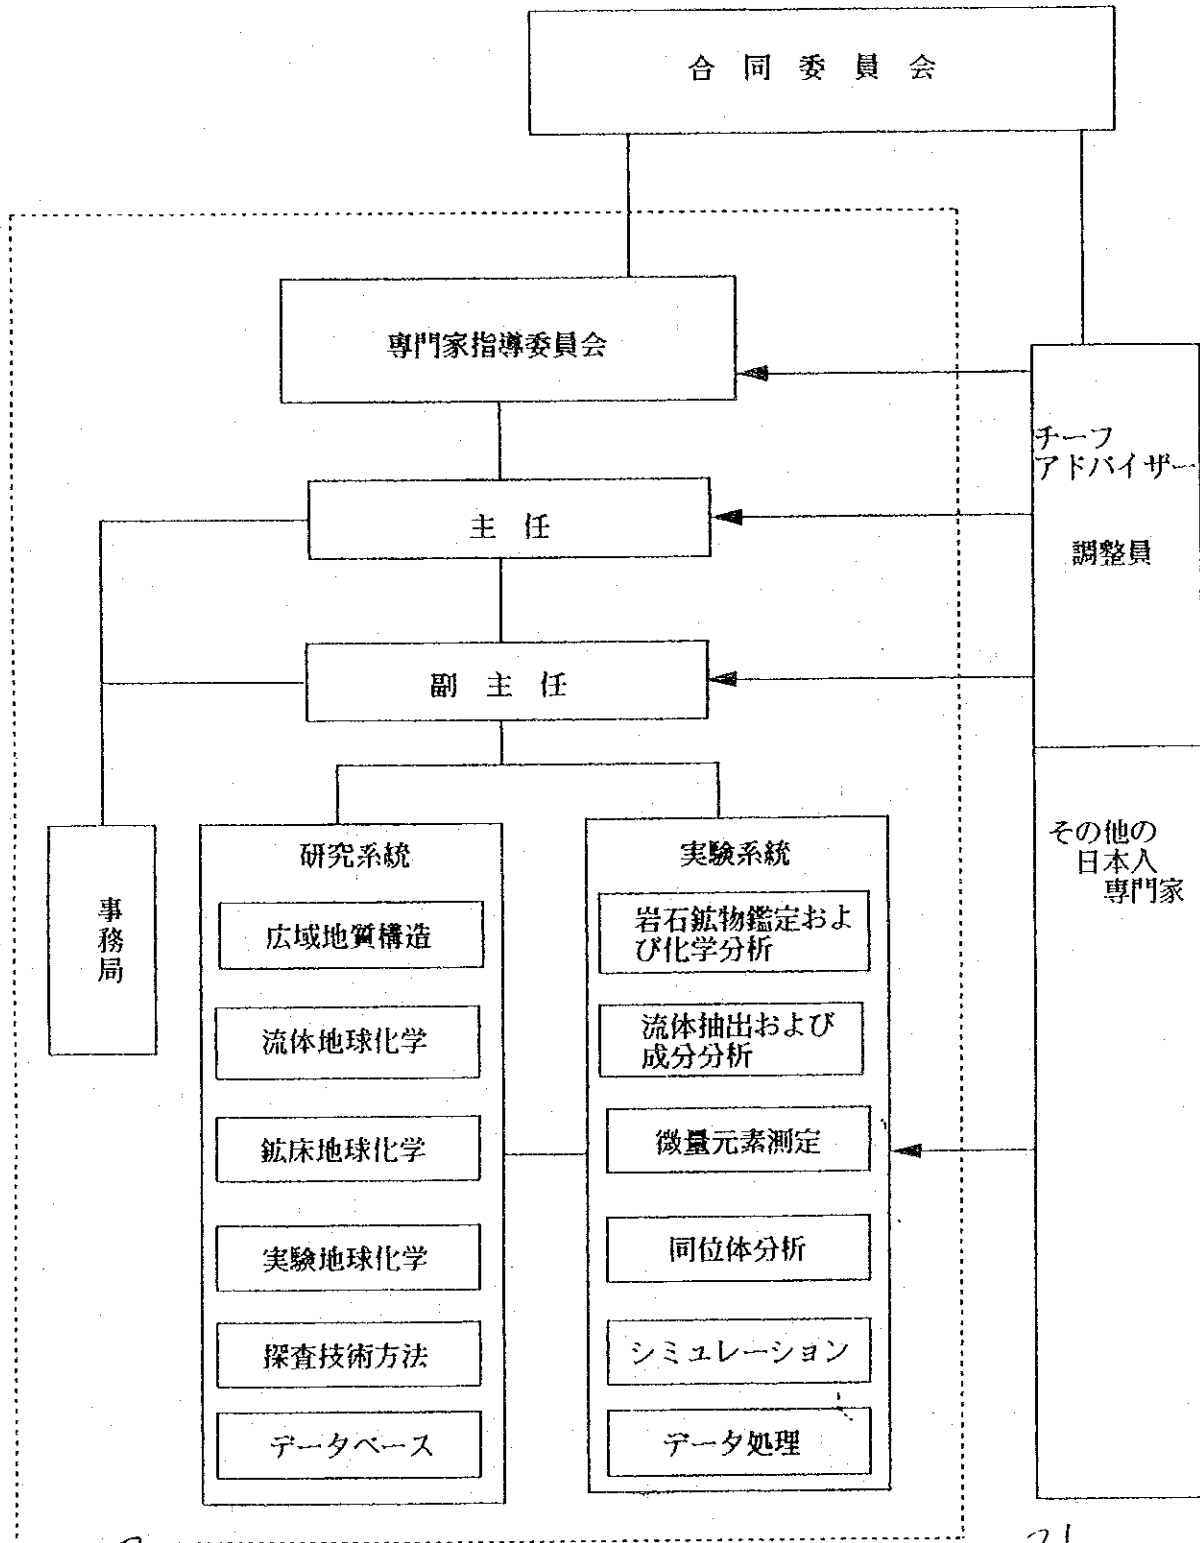 合同委員会
専門家指導委員会
チーフ
アドバイザー
主任
調整員
副主任
事務局
研究系統
広域地質構造
流体地球化学
鉱床地球化学
実験地球化学
探査技術方法
データベース
実験系統
岩石鉱物鑑定およ
び化学分析
流体抽出および
成分分析
微量元素測定
同位体分析
シミュレーション
データ処理
その他の
日本人
専門家